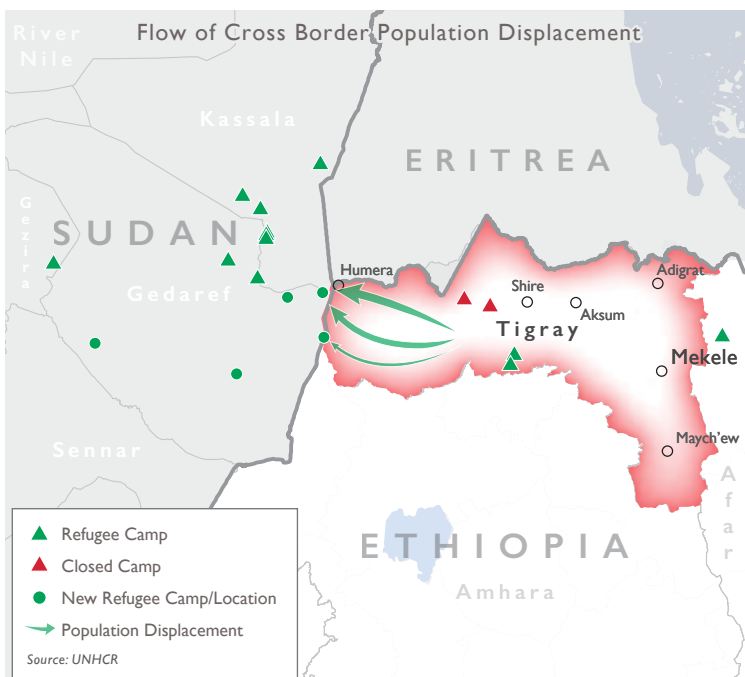 Flow of Cross Border Population Displacement
River
Nile
Kassala
ERITREA
Gezira
SUDAN
Humera
Adigrat
Gedaref
Shire
Aksum
Tigray
Mekele
Maych'ew
Sennar
Afar
ETHIOPIA
Amhara
Refugee Camp
Closed Camp
New Refugee Camp/Location
Population Displacement
Source: UNHCR